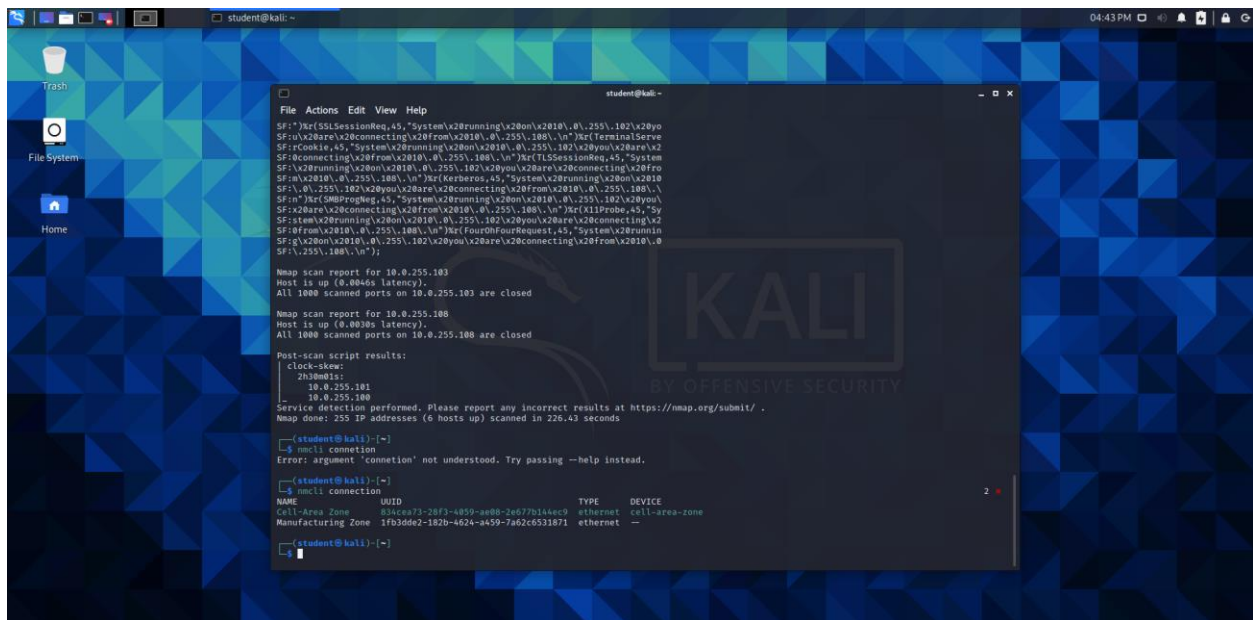 student@kali: ~
04:43 PM
Trash
File System
Home
student@kali: ~
File Actions Edit View Help
SF:")%r(SSLSessionReq,45,"System\x20running\x20on\x2010\.0\.255\.102\x20yo
SF:u\x20are\x20connecting\x20from\x2010\.0\.255\.108\.\n")%r(TerminalServe
SF:rCookie,45,"System\x20running\x20on\x2010\.0\.255\.102\x20you\x20are\x2
SF:0connecting\x20from\x2010\.0\.255\.108\.\n")%r(TLSSessionReq,45,"System
SF:\x20running\x20on\x2010\.0\.255\.102\x20you\x20are\x20connecting\x20fro
SF:m\x2010\.0\.255\.108\.\n")%r(Kerberos,45,"System\x20running\x20on\x2010
SF:\.0\.255\.102\x20you\x20are\x20connecting\x20from\x2010\.0\.255\.108\.\
SF:n")%r(SMBProgNeg,45,"System\x20running\x20on\x2010\.0\.255\.102\x20you\
SF:x20are\x20connecting\x20from\x2010\.0\.255\.108\.\n")%r(X11Probe,45,"Sy
SF:stem\x20running\x20on\x2010\.0\.255\.102\x20you\x20are\x20connecting\x2
SF:0from\x2010\.0\.255\.108\.\n")%r(FourOhFourRequest,45,"System\x20runnin
SF:g\x20on\x2010\.0\.255\.102\x20you\x20are\x20connecting\x20from\x2010\.0
SF:\.255\.108\.\n");
Nmap scan report for 10.0.255.103
Host is up (0.0046s latency).
All 1000 scanned ports on 10.0.255.103 are closed
Nmap scan report for 10.0.255.108
Host is up (0.0030s latency).
All 1000 scanned ports on 10.0.255.108 are closed
Post-scan script results:
| clock-skew:
|   2h30m01s:
|     10.0.255.101
|_    10.0.255.100
Service detection performed. Please report any incorrect results at https://nmap.org/submit/ .
Nmap done: 255 IP addresses (6 hosts up) scanned in 226.43 seconds
┌──(student㉿kali)-[~]
└─$ nmcli connetion
Error: argument 'connetion' not understood. Try passing --help instead.
┌──(student㉿kali)-[~]
└─$ nmcli connection
2
NAME UUID TYPE DEVICE
Cell-Area Zone 834cea73-28f3-4059-ae08-2e677b144ec9 ethernet cell-area-zone
Manufacturing Zone 1fb3dde2-182b-4624-a459-7a62c6531871 ethernet --
┌──(student㉿kali)-[~]
└─$
KALI
BY OFFENSIVE SECURITY